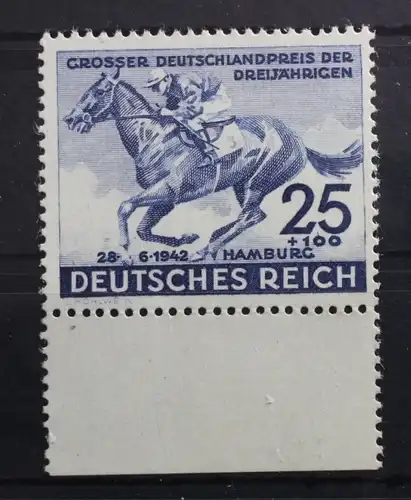 GROSSER DEUTSCHLANDPREIS DER
DREIJÄHRIGEN
25
+100
28·6·1942 HAMBURG
DEUTSCHES REICH